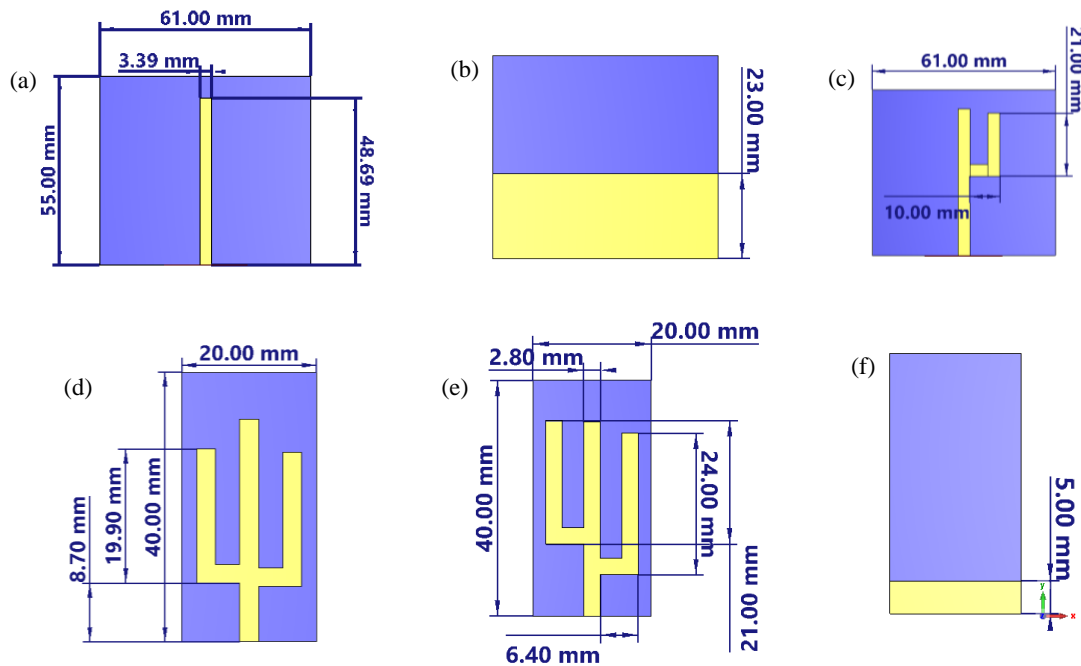 61.00 mm
3.39 mm
(a)
55.00 mm
48.69 mm
(b)
23.00 mm
(c)
61.00 mm
21.00 mm
10.00 mm
(d)
20.00 mm
8.70 mm
19.90 mm
40.00 mm
(e)
20.00 mm
2.80 mm
40.00 mm
24.00 mm
21.00 mm
6.40 mm
(f)
5.00 mm
y
x